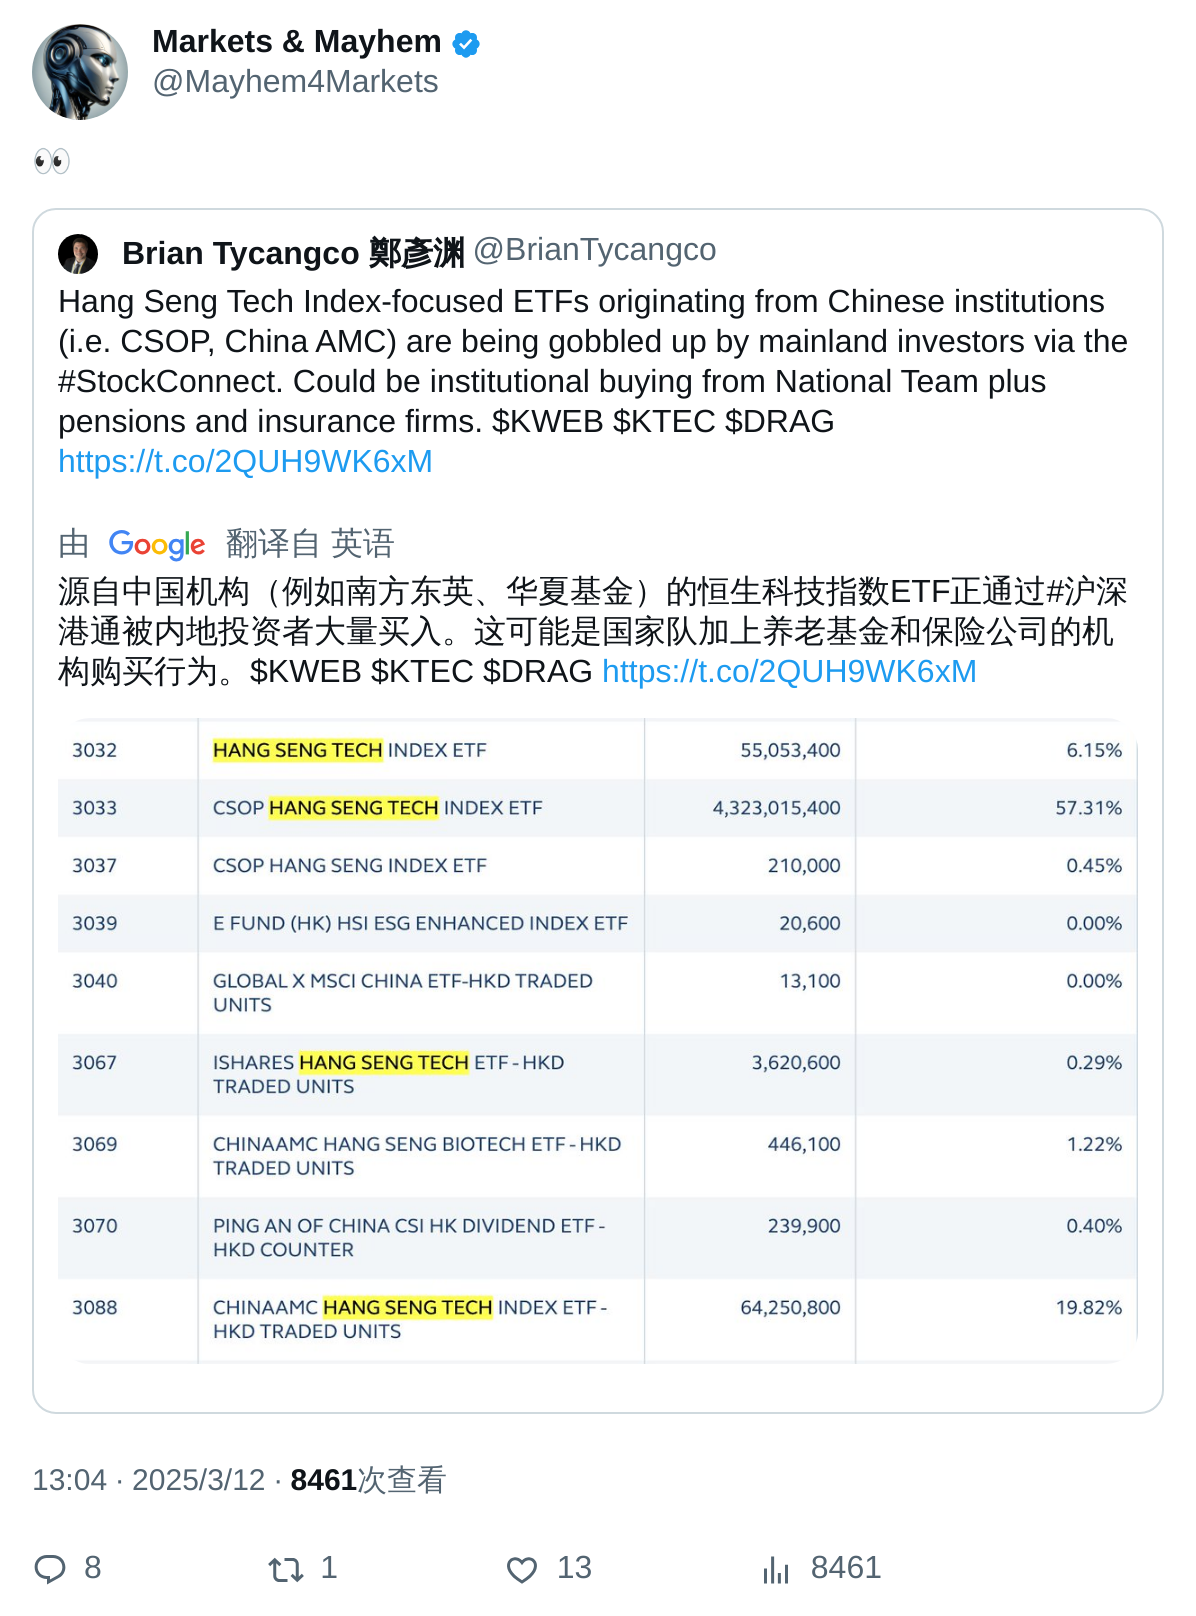 Markets & Mayhem
@Mayhem4Markets
👀
Brian Tycangco 鄭彥渊 @BrianTycangco
Hang Seng Tech Index-focused ETFs originating from Chinese institutions
(i.e. CSOP, China AMC) are being gobbled up by mainland investors via the
#StockConnect. Could be institutional buying from National Team plus
pensions and insurance firms. $KWEB $KTEC $DRAG
https://t.co/2QUH9WK6xM
由 Google 翻译自 英语
源自中国机构（例如南方东英、华夏基金）的恒生科技指数ETF正通过#沪深
港通被内地投资者大量买入。这可能是国家队加上养老基金和保险公司的机
构购买行为。$KWEB $KTEC $DRAG https://t.co/2QUH9WK6xM
3032 HANG SENG TECH INDEX ETF 55,053,400 6.15%
3033 CSOP HANG SENG TECH INDEX ETF 4,323,015,400 57.31%
3037 CSOP HANG SENG INDEX ETF 210,000 0.45%
3039 E FUND (HK) HSI ESG ENHANCED INDEX ETF 20,600 0.00%
3040 GLOBAL X MSCI CHINA ETF-HKD TRADED 13,100 0.00%
UNITS
3067 ISHARES HANG SENG TECH ETF - HKD 3,620,600 0.29%
TRADED UNITS
3069 CHINAAMC HANG SENG BIOTECH ETF - HKD 446,100 1.22%
TRADED UNITS
3070 PING AN OF CHINA CSI HK DIVIDEND ETF - 239,900 0.40%
HKD COUNTER
3088 CHINAAMC HANG SENG TECH INDEX ETF - 64,250,800 19.82%
HKD TRADED UNITS
13:04 · 2025/3/12 · 8461次查看
8 1 13 8461